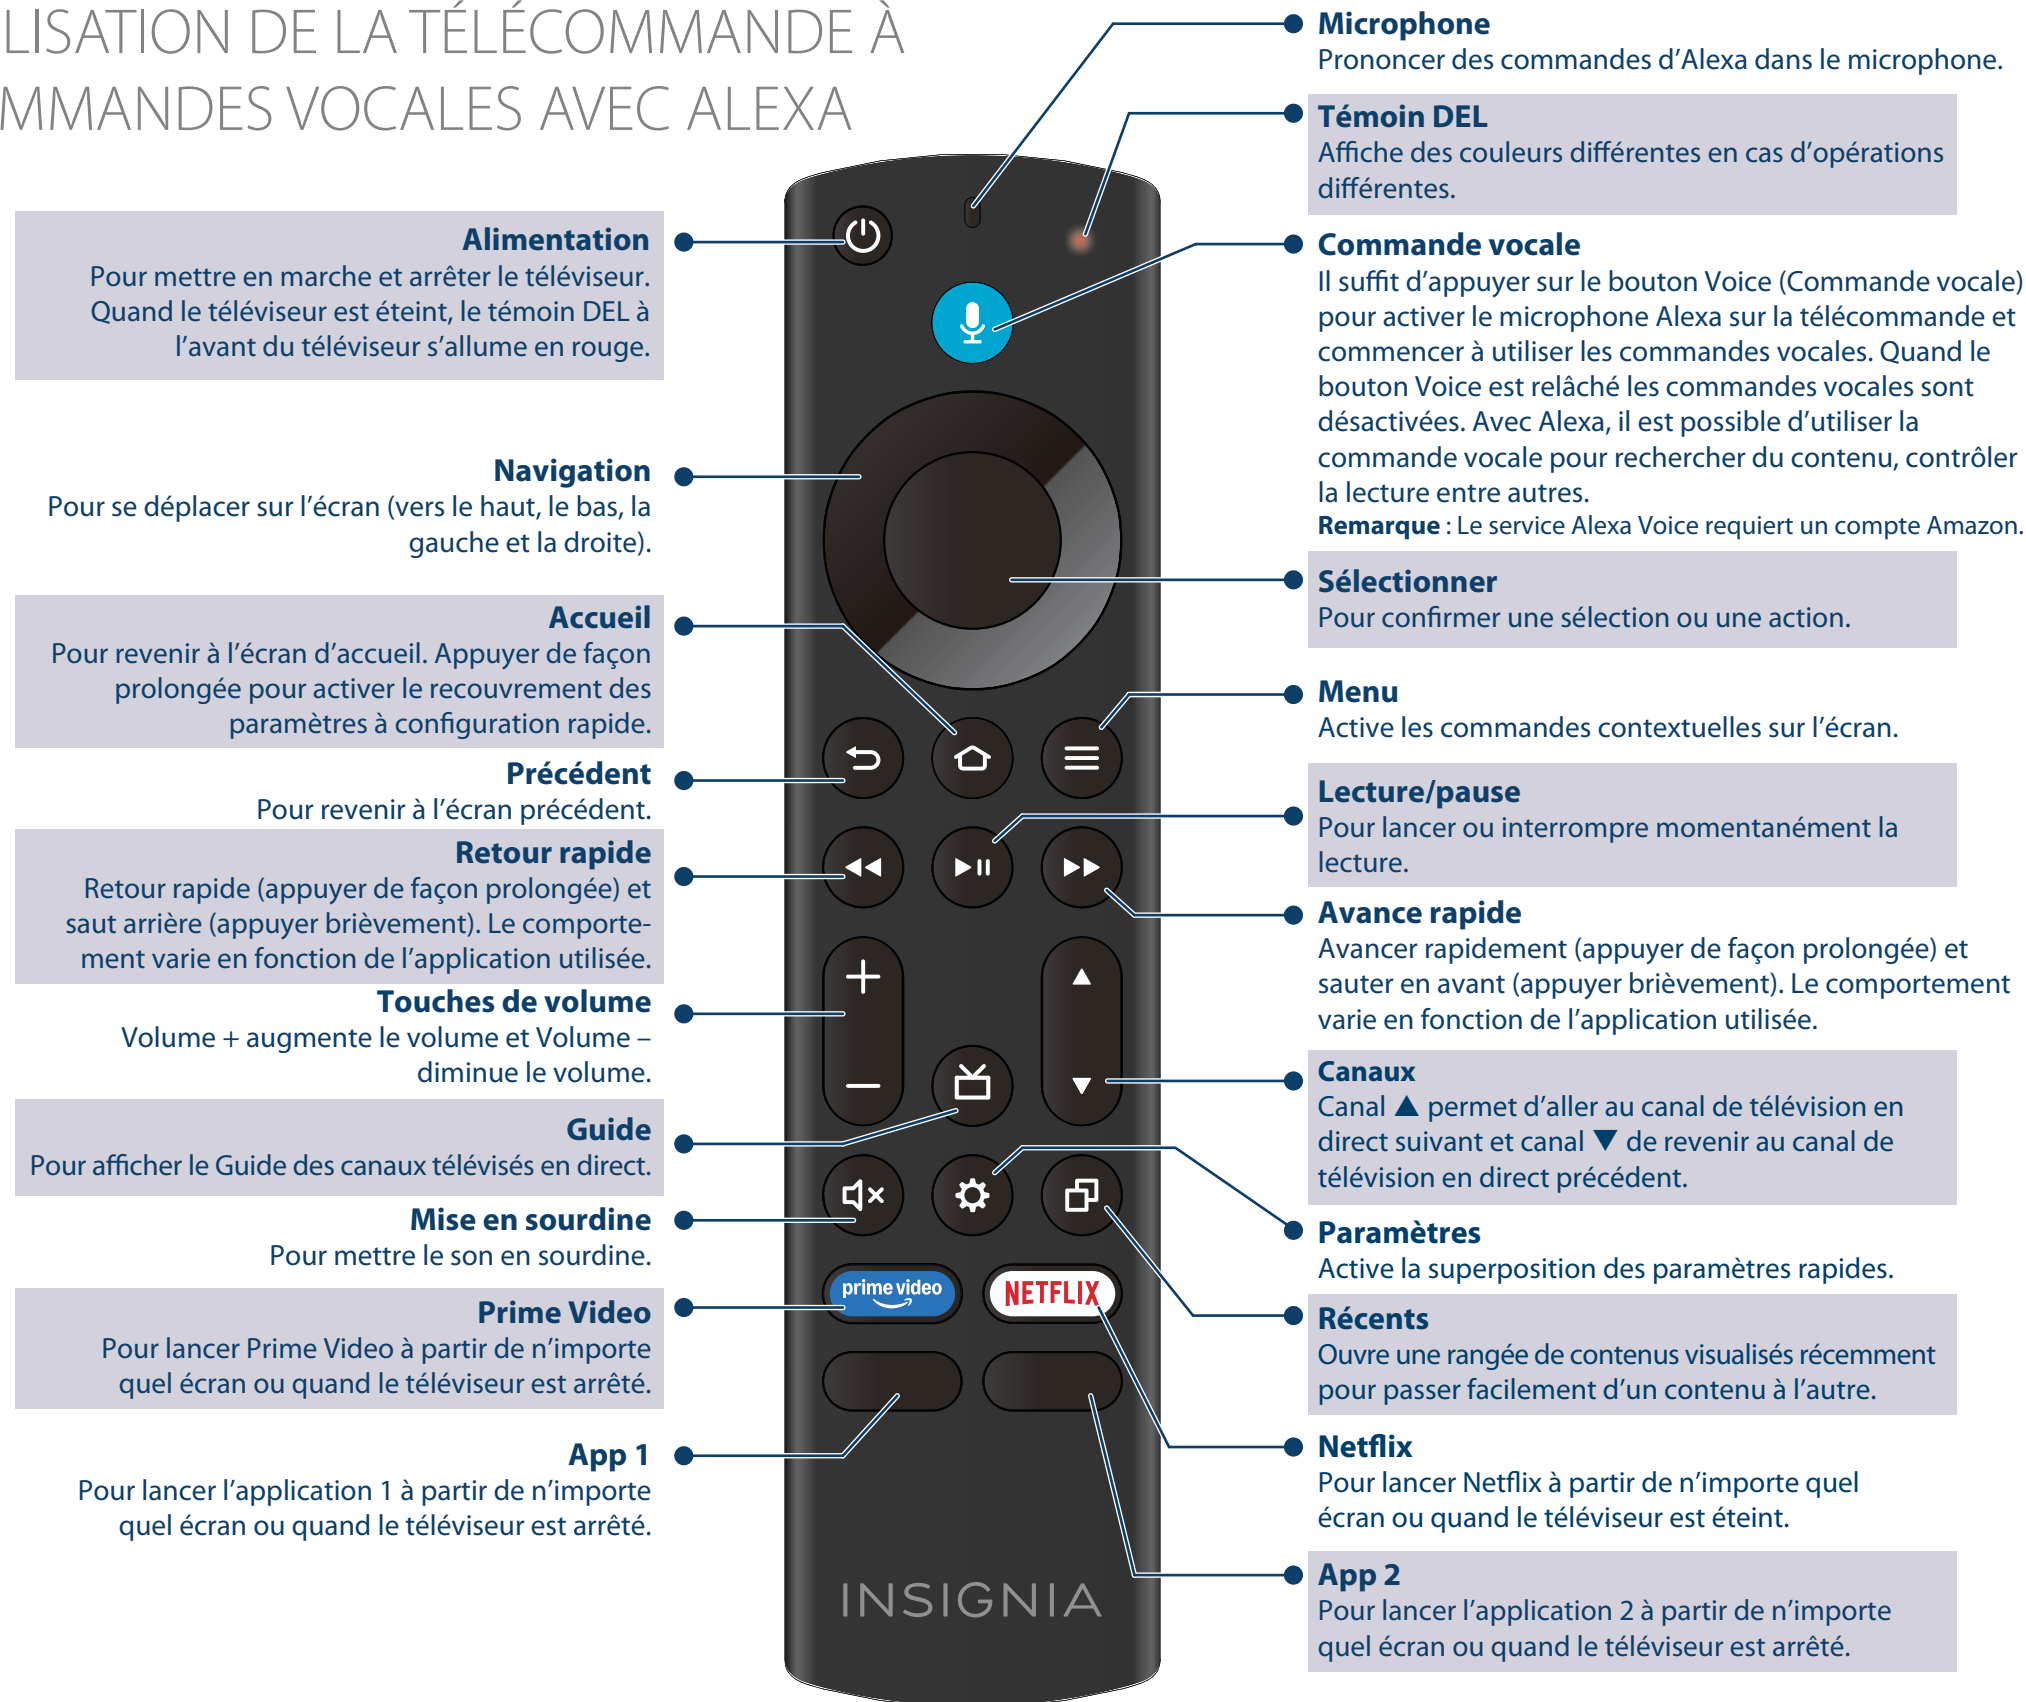 LISATION DE LA TÉLÉCOMMANDE À
MMANDES VOCALES AVEC ALEXA
Alimentation
Pour mettre en marche et arrêter le téléviseur.
Quand le téléviseur est éteint, le témoin DEL à
l’avant du téléviseur s’allume en rouge.
Navigation
Pour se déplacer sur l’écran (vers le haut, le bas, la
gauche et la droite).
Accueil
Pour revenir à l’écran d’accueil. Appuyer de façon
prolongée pour activer le recouvrement des
paramètres à configuration rapide.
Précédent
Pour revenir à l’écran précédent.
Retour rapide
Retour rapide (appuyer de façon prolongée) et
saut arrière (appuyer brièvement). Le comporte-
ment varie en fonction de l’application utilisée.
Touches de volume
Volume + augmente le volume et Volume –
diminue le volume.
Guide
Pour afficher le Guide des canaux télévisés en direct.
Mise en sourdine
Pour mettre le son en sourdine.
Prime Video
Pour lancer Prime Video à partir de n’importe
quel écran ou quand le téléviseur est arrêté.
App 1
Pour lancer l’application 1 à partir de n’importe
quel écran ou quand le téléviseur est arrêté.
prime video
NETFLIX
INSIGNIA
Microphone
Prononcer des commandes d’Alexa dans le microphone.
Témoin DEL
Affiche des couleurs différentes en cas d’opérations
différentes.
Commande vocale
Il suffit d’appuyer sur le bouton Voice (Commande vocale)
pour activer le microphone Alexa sur la télécommande et
commencer à utiliser les commandes vocales. Quand le
bouton Voice est relâché les commandes vocales sont
désactivées. Avec Alexa, il est possible d’utiliser la
commande vocale pour rechercher du contenu, contrôler
la lecture entre autres.
Remarque : Le service Alexa Voice requiert un compte Amazon.
Sélectionner
Pour confirmer une sélection ou une action.
Menu
Active les commandes contextuelles sur l’écran.
Lecture/pause
Pour lancer ou interrompre momentanément la
lecture.
Avance rapide
Avancer rapidement (appuyer de façon prolongée) et
sauter en avant (appuyer brièvement). Le comportement
varie en fonction de l’application utilisée.
Canaux
Canal ▲ permet d’aller au canal de télévision en
direct suivant et canal ▼ de revenir au canal de
télévision en direct précédent.
Paramètres
Active la superposition des paramètres rapides.
Récents
Ouvre une rangée de contenus visualisés récemment
pour passer facilement d’un contenu à l’autre.
Netflix
Pour lancer Netflix à partir de n’importe quel
écran ou quand le téléviseur est éteint.
App 2
Pour lancer l’application 2 à partir de n’importe
quel écran ou quand le téléviseur est arrêté.